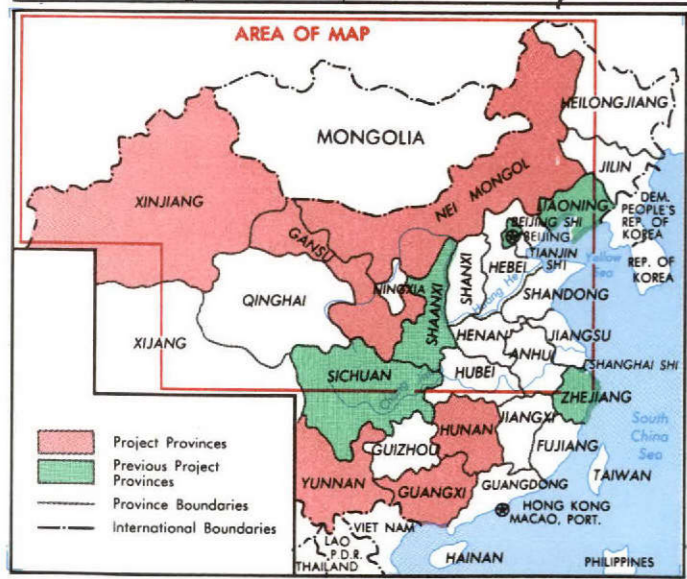 AREA OF MAP
HEILONGJIANG
MONGOLIA
JILIN
XINJIANG
NEI MONGOL
LIAONING
DEM.
PEOPLE'S
REP. OF
KOREA
BEIJING SHI
BEIJING
GANSU
TIANJIN
SHI
Yellow
Sea
REP. OF
KOREA
HEBEI
SHANXI
NINGXIA
SHAANXI
Huang He
QINGHAI
SHANDONG
XIJANG
HENAN
JIANGSU
ANHUI
SHANGHAI SHI
SICHUAN
HUBEI
ZHEJIANG
Chang
JIANGXI
HUNAN
South
China
Sea
GUIZHOU
FUJIANG
YUNNAN
GUANGXI
GUANGDONG
TAIWAN
HONG KONG
MACAO, PORT.
VIET NAM
LAO
P.D.R.
THAILAND
HAINAN
PHILIPPINES
Project Provinces
Previous Project
Provinces
Province Boundaries
International Boundaries